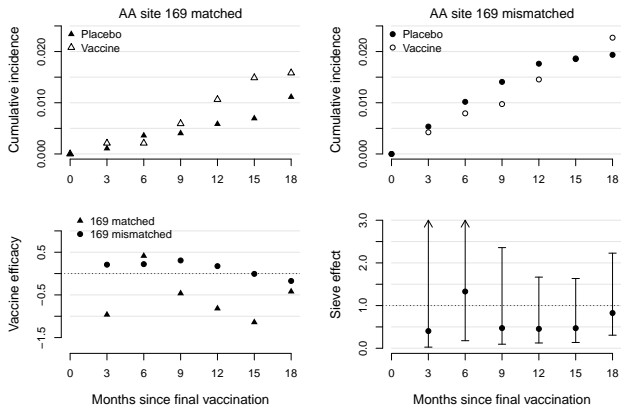 AA site 169 matched
Cumulative incidence
0.000
0.010
0.020
Placebo
Vaccine
0
3
6
9
12
15
18
AA site 169 mismatched
Cumulative incidence
0.000
0.010
0.020
Placebo
Vaccine
0
3
6
9
12
15
18
Vaccine efficacy
−1.5
−0.5
0.5
169 matched
169 mismatched
0
3
6
9
12
15
18
Months since final vaccination
Sieve effect
0.0
1.0
2.0
3.0
0
3
6
9
12
15
18
Months since final vaccination